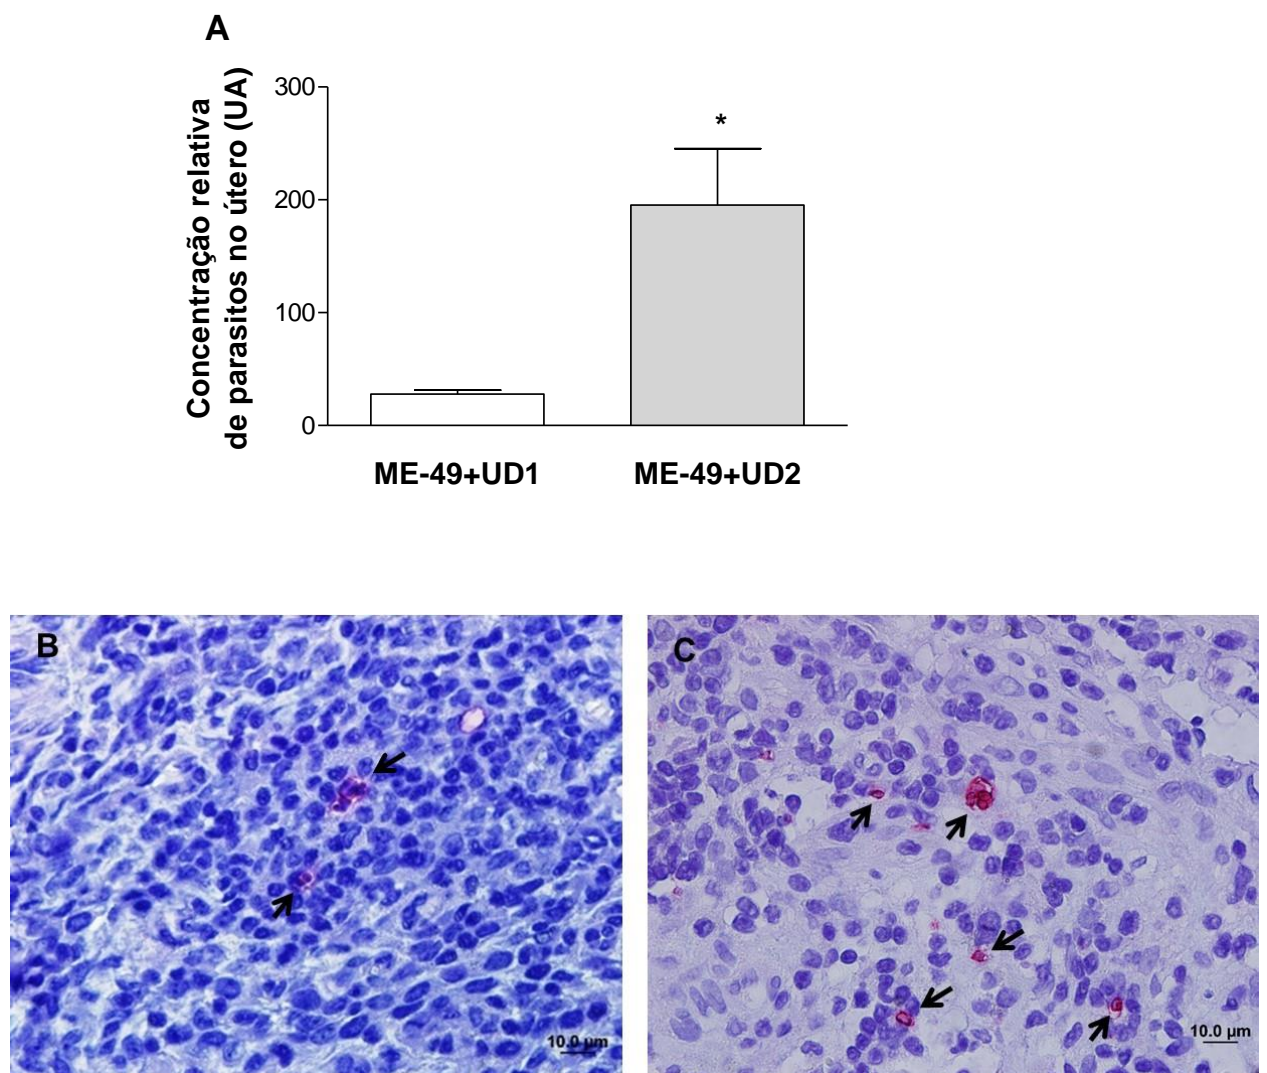 A
Concentração relativa
de parasitos no útero (UA)
300
200
100
0
*
ME-49+UD1
ME-49+UD2
B
10.0 µm
C
10.0 µm